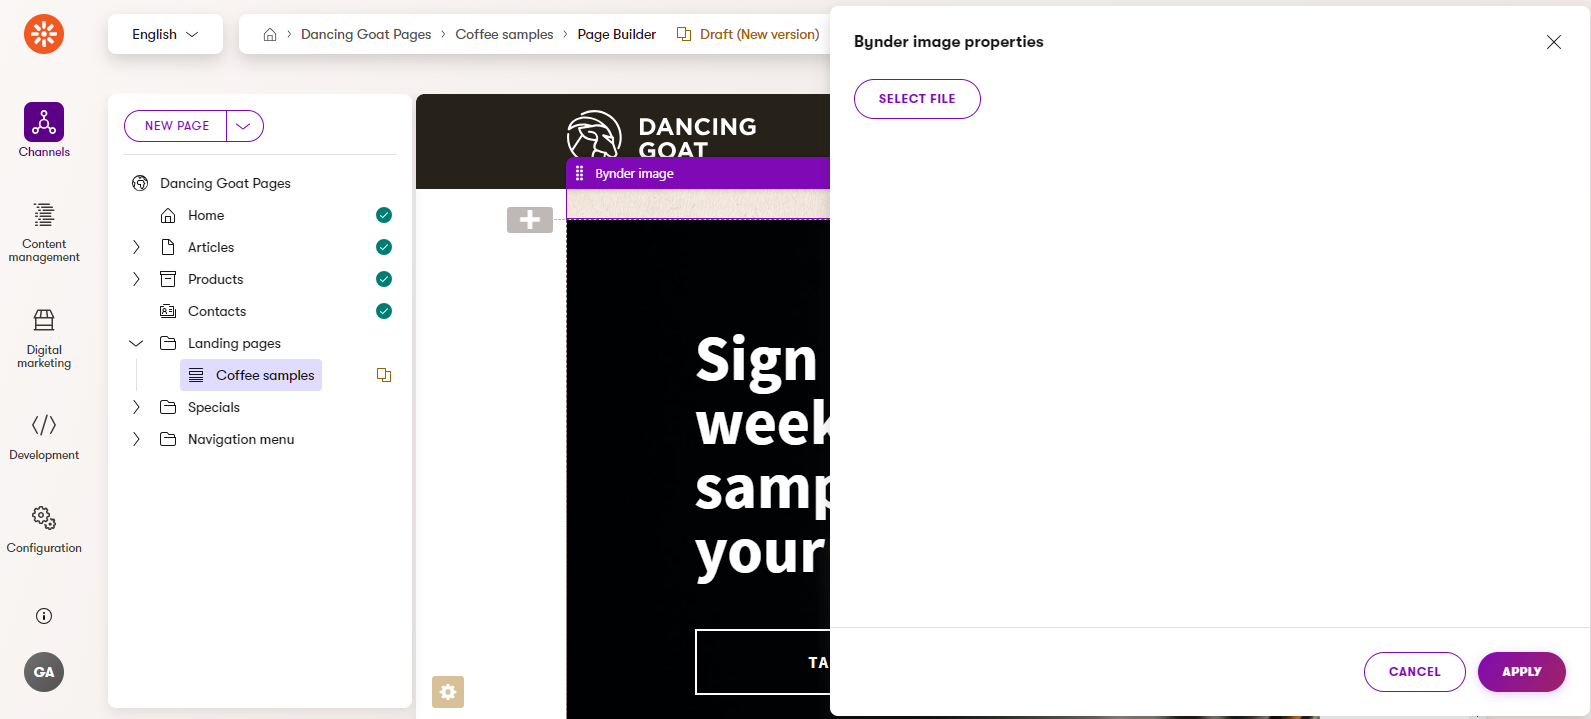 English
Dancing Goat Pages
Coffee samples
Page Builder
Draft (New version)
Bynder image properties
SELECT FILE
Channels
Content
management
Digital
marketing
Development
Configuration
GA
NEW PAGE
Dancing Goat Pages
Home
Articles
Products
Contacts
Landing pages
Coffee samples
Specials
Navigation menu
DANCING
GOAT
Bynder image
Sign
week
samp
your
TA
CANCEL
APPLY